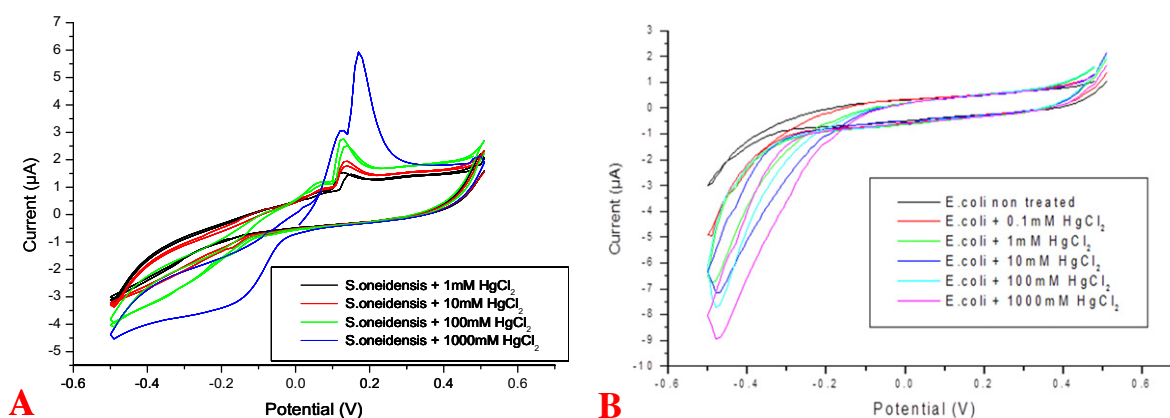 7
6
5
4
3
2
1
0
-1
-2
-3
-4
-5
Current (µA)
-0.6 -0.4 -0.2 0.0 0.2 0.4 0.6
Potential (V)
S.oneidensis + 1mM HgCl2
S.oneidensis + 10mM HgCl2
S.oneidensis + 100mM HgCl2
S.oneidensis + 1000mM HgCl2
A
3
2
1
0
-1
-2
-3
-4
-5
-6
-7
-8
-9
-10
Current (µA)
-0.6 -0.4 -0.2 0.0 0.2 0.4 0.6
Potential (V)
E.coli non treated
E.coli + 0.1mM HgCl2
E.coli + 1mM HgCl2
E.coli + 10mM HgCl2
E.coli + 100mM HgCl2
E.coli + 1000mM HgCl2
B